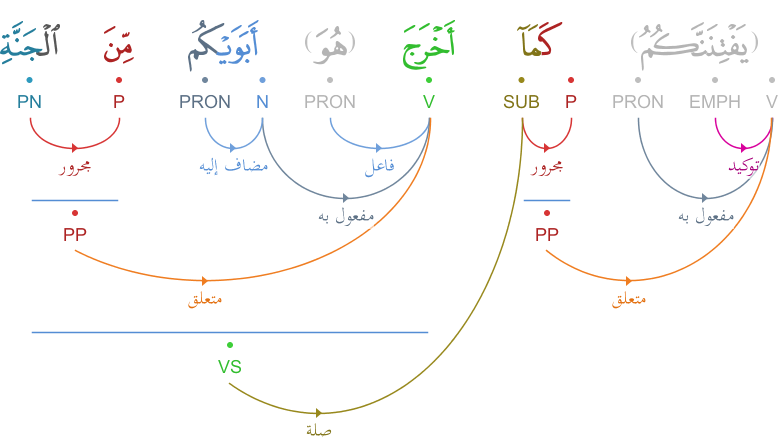 (يَفْتِنَنَّكُمُ) كَمَآ أَخْرَجَ (هُوَ) أَبَوَيْكُم مِّنَ ٱلْجَنَّةِ
PN P PRON N PRON V SUB P PRON EMPH V
مجرور مضاف إليه فاعل مجرور توكيد
مفعول به مفعول به
PP PP
متعلق متعلق
VS
صلة